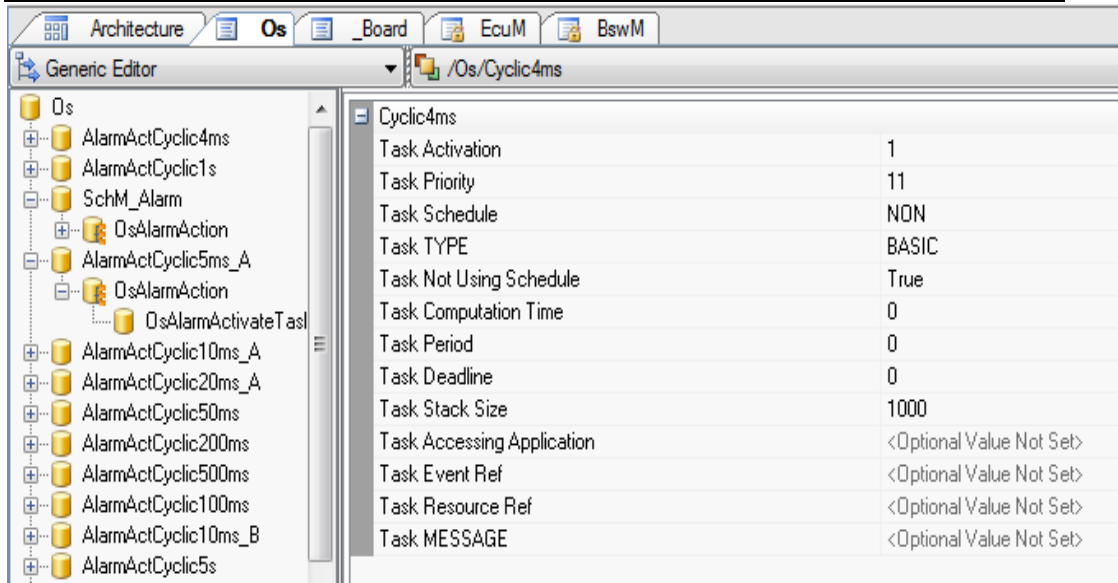 Architecture Os _Board EcuM BswM
Generic Editor /Os/Cyclic4ms
Os
AlarmActCyclic4ms
AlarmActCyclic1s
SchM_Alarm
OsAlarmAction
AlarmActCyclic5ms_A
OsAlarmAction
OsAlarmActivateTasl
AlarmActCyclic10ms_A
AlarmActCyclic20ms_A
AlarmActCyclic50ms
AlarmActCyclic200ms
AlarmActCyclic500ms
AlarmActCyclic100ms
AlarmActCyclic10ms_B
AlarmActCyclic5s
Cyclic4ms
Task Activation 1
Task Priority 11
Task Schedule NON
Task TYPE BASIC
Task Not Using Schedule True
Task Computation Time 0
Task Period 0
Task Deadline 0
Task Stack Size 1000
Task Accessing Application <Optional Value Not Set>
Task Event Ref <Optional Value Not Set>
Task Resource Ref <Optional Value Not Set>
Task MESSAGE <Optional Value Not Set>